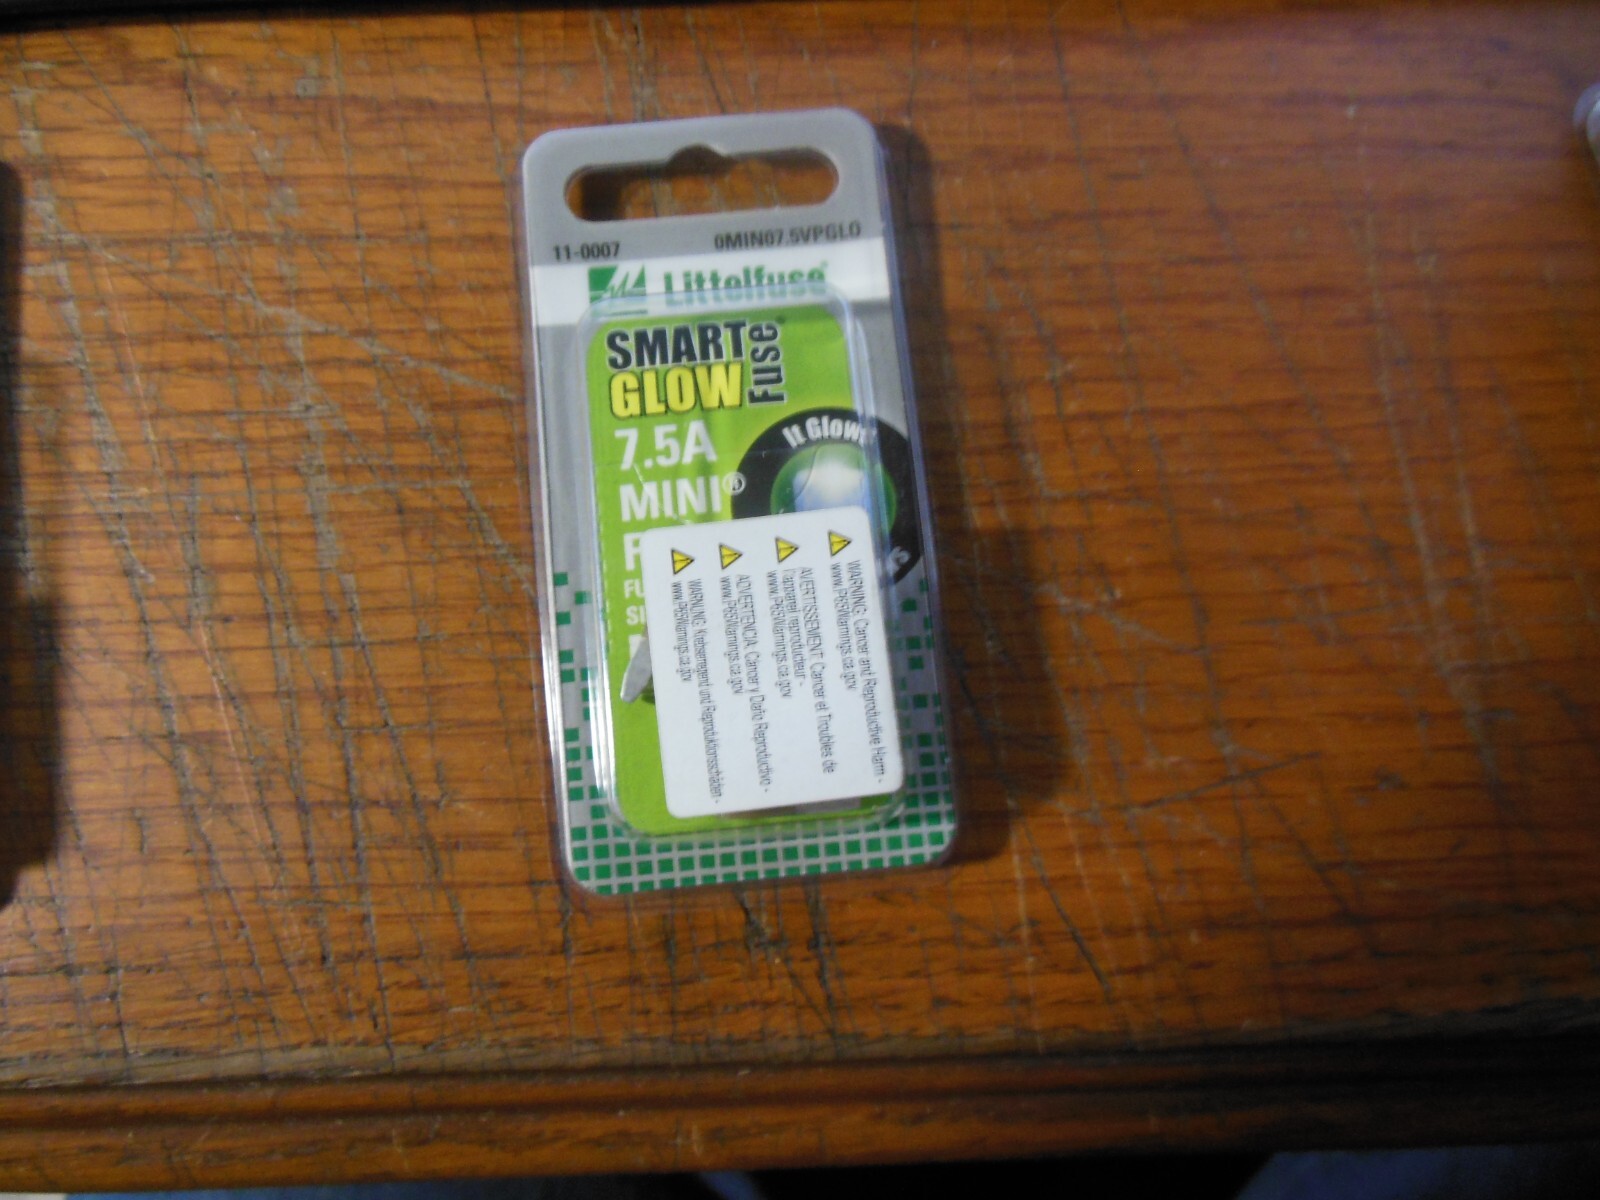 11-0007 0MIN07.5VPGLO
Littelfuse®
SMART
GLOW
Fuse®
7.5A
MINI®
It Glows
WARNING: Cancer and Reproductive Harm -
www.P65Warnings.ca.gov
AVERTISSEMENT: Cancer et Troubles de
l'appareil reproducteur -
www.P65Warnings.ca.gov
ADVERTENCIA: Cáncer y Daño Reproductivo -
www.P65Warnings.ca.gov
WARNUNG: Krebserregend und Reproduktionsschäden -
www.P65Warnings.ca.gov